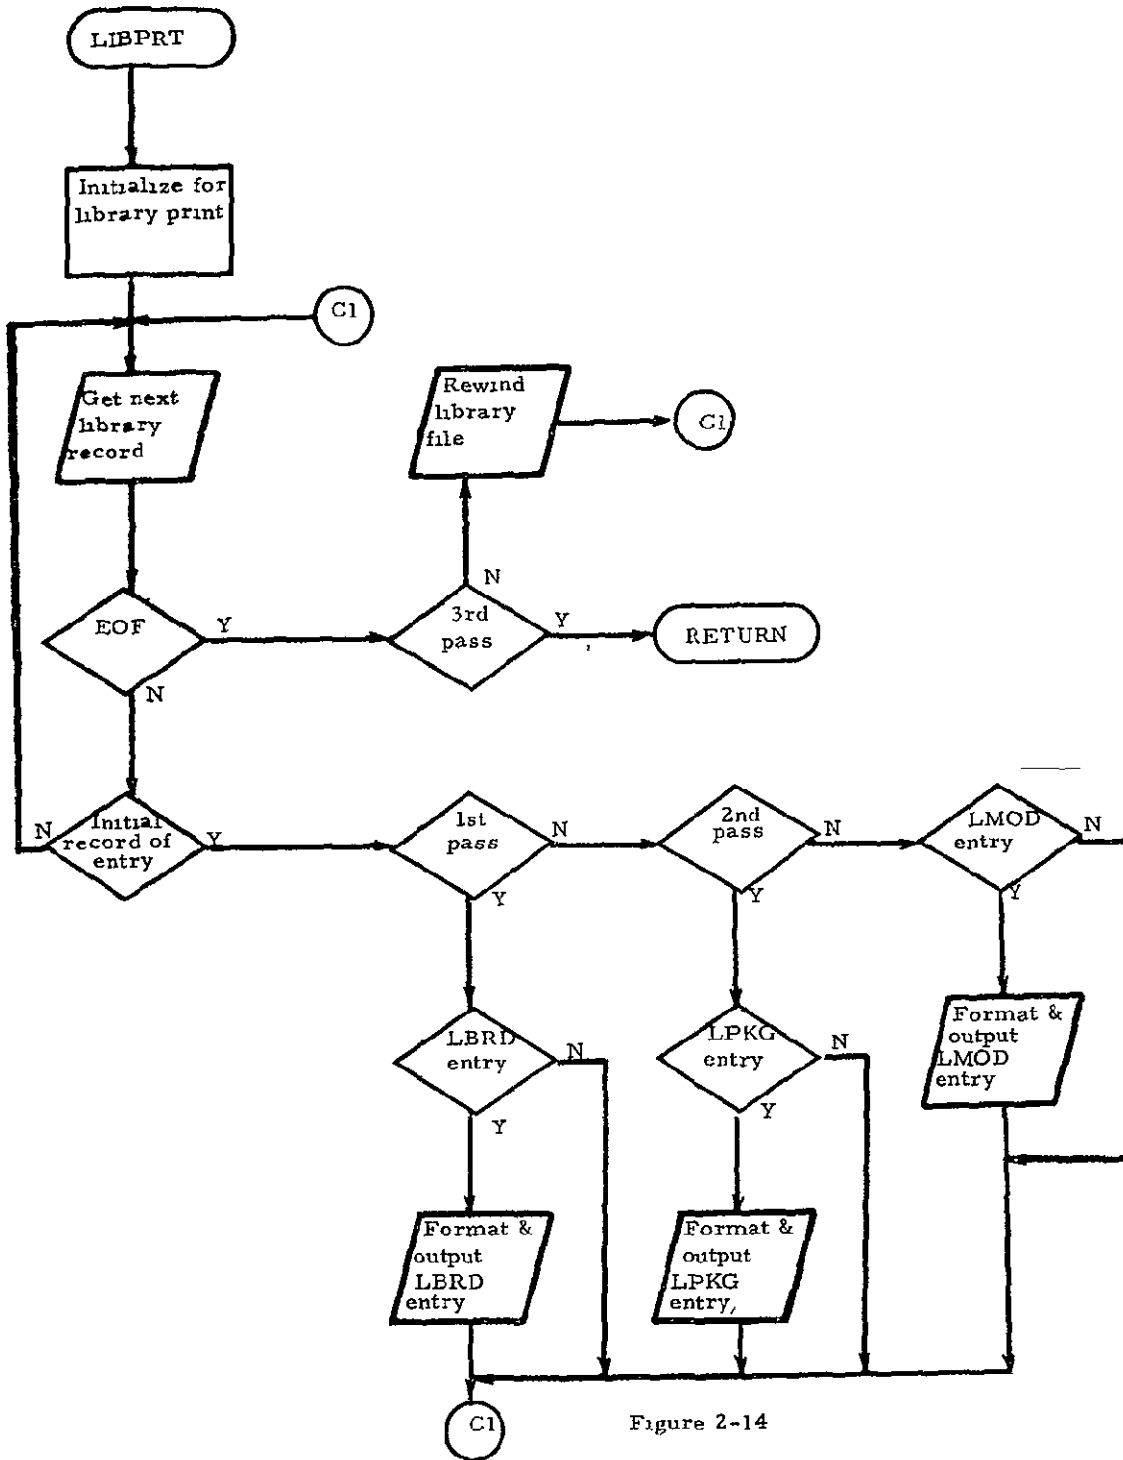 LIBPRT
Initialize for
library print
C1
Get next
library
record
Rewind
library
file
C1
N
EOF
Y
3rd
pass
Y
RETURN
N
N
Initial
record of
entry
Y
1st
pass
N
2nd
pass
N
LMOD
entry
N
Y
Y
Y
LBRD
entry
N
LPKG
entry
N
Format &
output
LMOD
entry
Y
Y
Format &
output
LBRD
entry
Format &
output
LPKG
entry,
C1
Figure 2-14